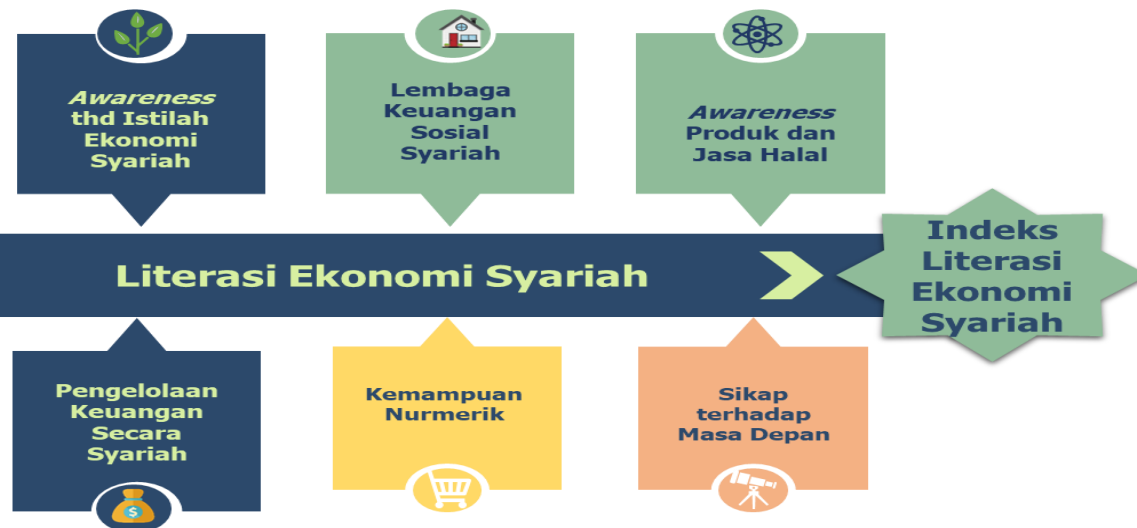 Awareness
thd Istilah
Ekonomi
Syariah
Lembaga
Keuangan
Sosial
Syariah
Awareness
Produk dan
Jasa Halal
Literasi Ekonomi Syariah
Indeks
Literasi
Ekonomi
Syariah
Pengelolaan
Keuangan
Secara
Syariah
$
Kemampuan
Nurmerik
Sikap
terhadap
Masa Depan